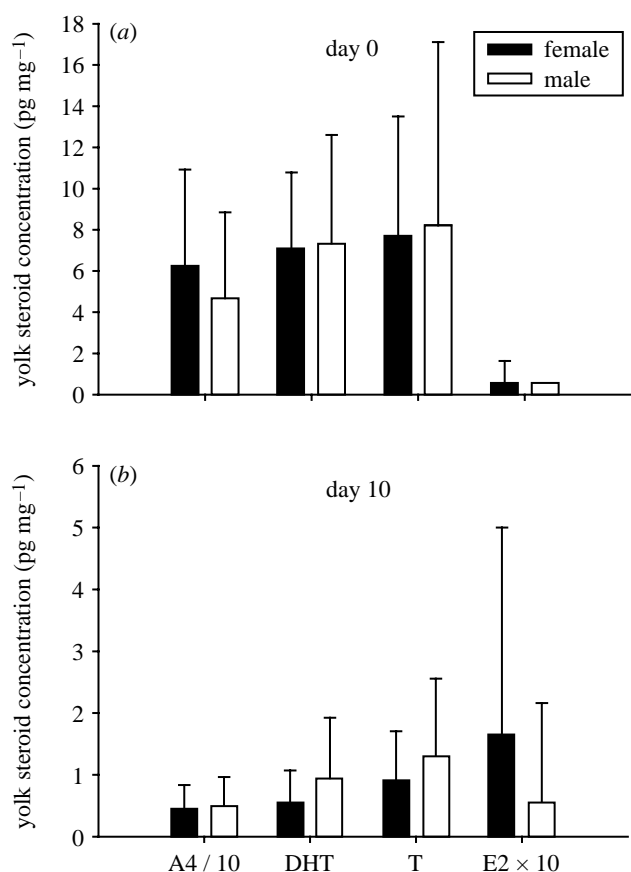 (a)
day 0
female
male
yolk steroid concentration (pg mg⁻¹)
18
16
14
12
10
8
6
4
2
0
(b)
day 10
yolk steroid concentration (pg mg⁻¹)
6
5
4
3
2
1
0
A4 / 10 DHT T E2 × 10